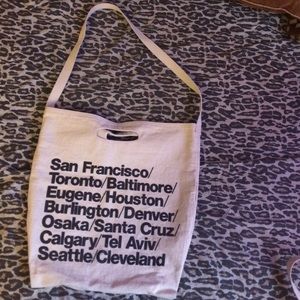 San Francisco/
Toronto/Baltimore/
Eugene/Houston/
Burlington/Denver/
Osaka/Santa Cruz/
Calgary/Tel Aviv/
Seattle/Cleveland